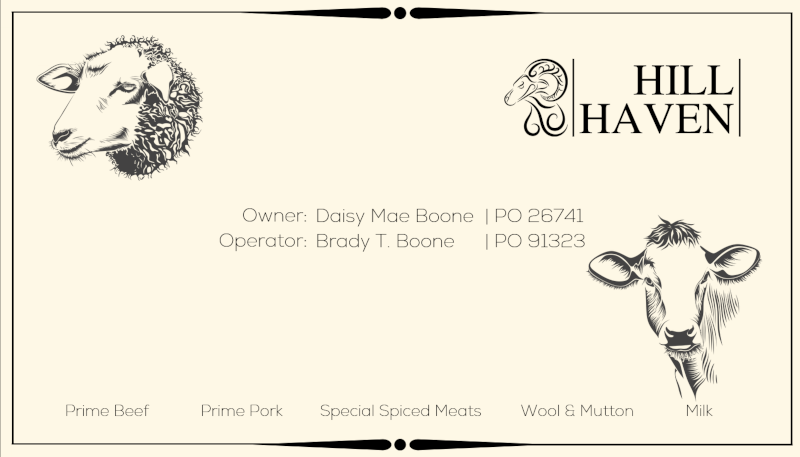 HILL
HAVEN
Owner: Daisy Mae Boone | PO 26741
Operator: Brady T. Boone | PO 91323
Prime Beef Prime Pork Special Spiced Meats Wool & Mutton Milk